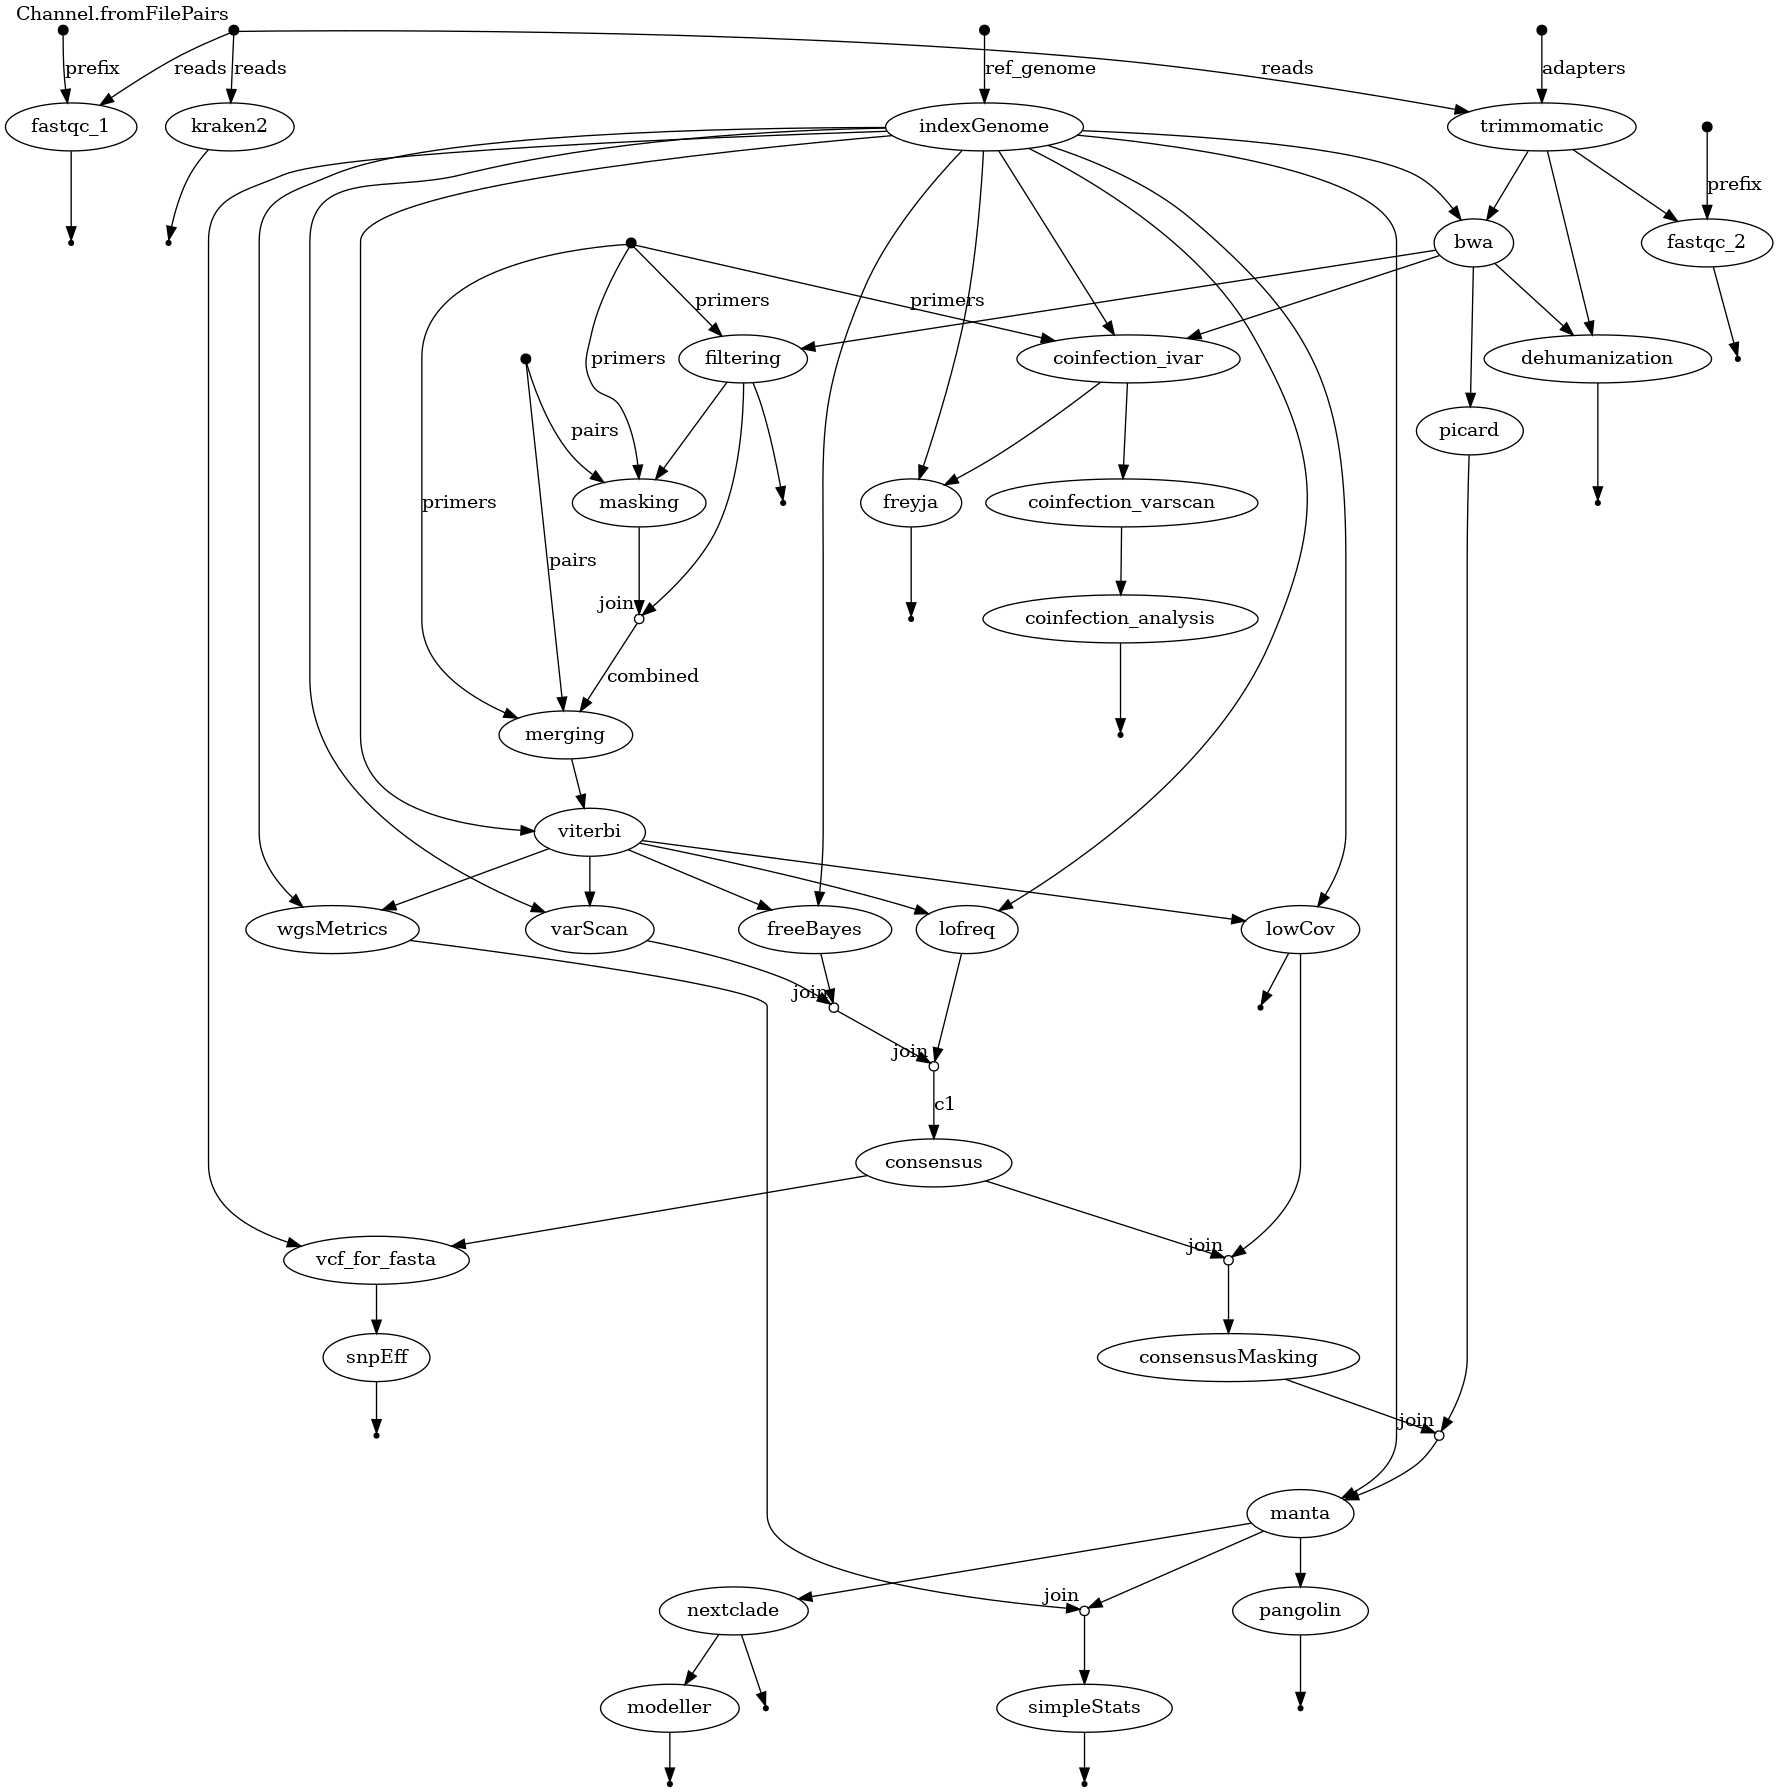 Channel.fromFilePairs
prefix
reads
reads
ref_genome
reads
adapters
fastqc_1
kraken2
indexGenome
trimmomatic
prefix
bwa
fastqc_2
primers
primers
primers
filtering
coinfection_ivar
dehumanization
pairs
picard
primers
masking
freyja
coinfection_varscan
pairs
join
coinfection_analysis
combined
merging
viterbi
wgsMetrics
varScan
freeBayes
lofreq
lowCov
join
join
c1
consensus
join
vcf_for_fasta
snpEff
consensusMasking
join
manta
join
nextclade
pangolin
modeller
simpleStats